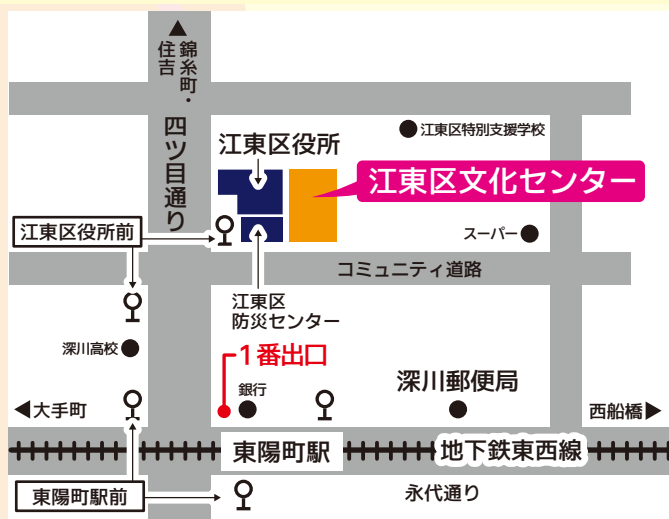 ▲
錦糸町・
住吉
四ツ目通り
江東区特別支援学校
江東区役所
江東区文化センター
江東区役所前
スーパー
コミュニティ道路
江東区
防災センター
深川高校
1番出口
銀行
深川郵便局
◀大手町
西船橋▶
東陽町駅
地下鉄東西線
東陽町駅前
永代通り